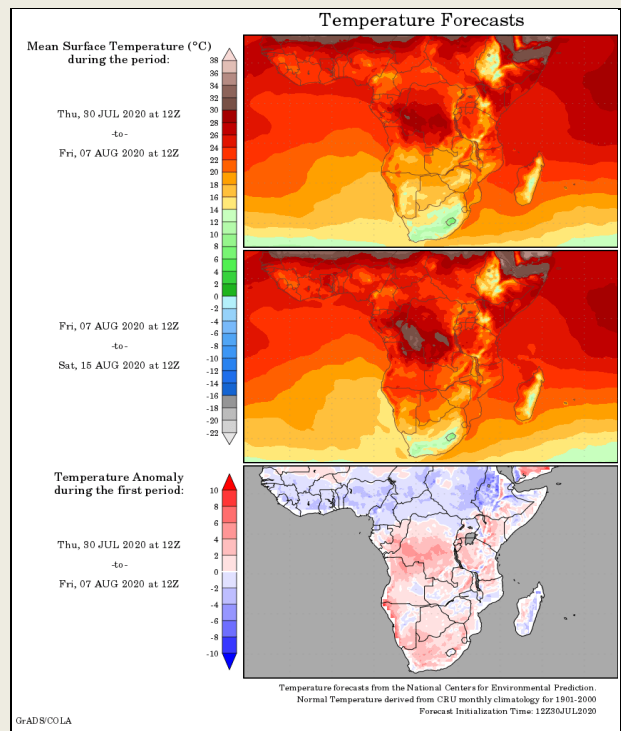 Temperature Forecasts
Mean Surface Temperature (°C)
during the period:
Thu, 30 JUL 2020 at 12Z
-to-
Fri, 07 AUG 2020 at 12Z
38
36
34
32
30
28
26
24
22
20
18
16
14
12
10
8
6
4
2
0
-2
-4
-6
-8
-10
-12
-14
-16
-18
-20
-22
Fri, 07 AUG 2020 at 12Z
-to-
Sat, 15 AUG 2020 at 12Z
Temperature Anomaly
during the first period:
Thu, 30 JUL 2020 at 12Z
-to-
Fri, 07 AUG 2020 at 12Z
10
8
6
4
2
0
-2
-4
-6
-8
-10
Temperature forecasts from the National Centers for Environmental Prediction.
Normal Temperature derived from CRU monthly climatology for 1901-2000
Forecast Initialization Time: 12Z30JUL2020
GrADS/COLA